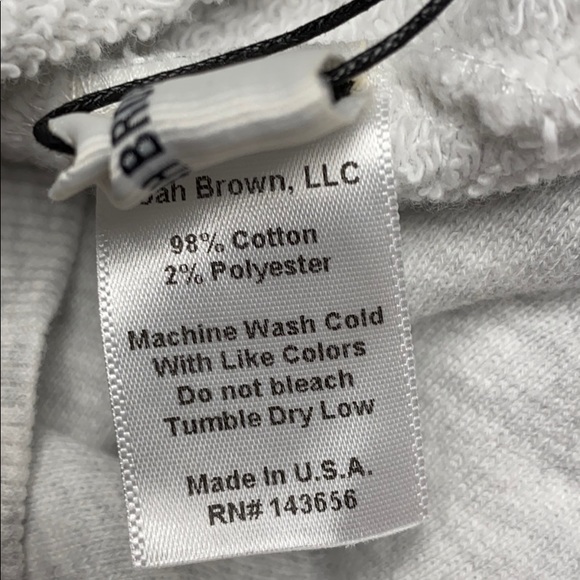 Brown, LLC
98% Cotton
2% Polyester
Machine Wash Cold
With Like Colors
Do not bleach
Tumble Dry Low
Made In U.S.A.
RN# 143656